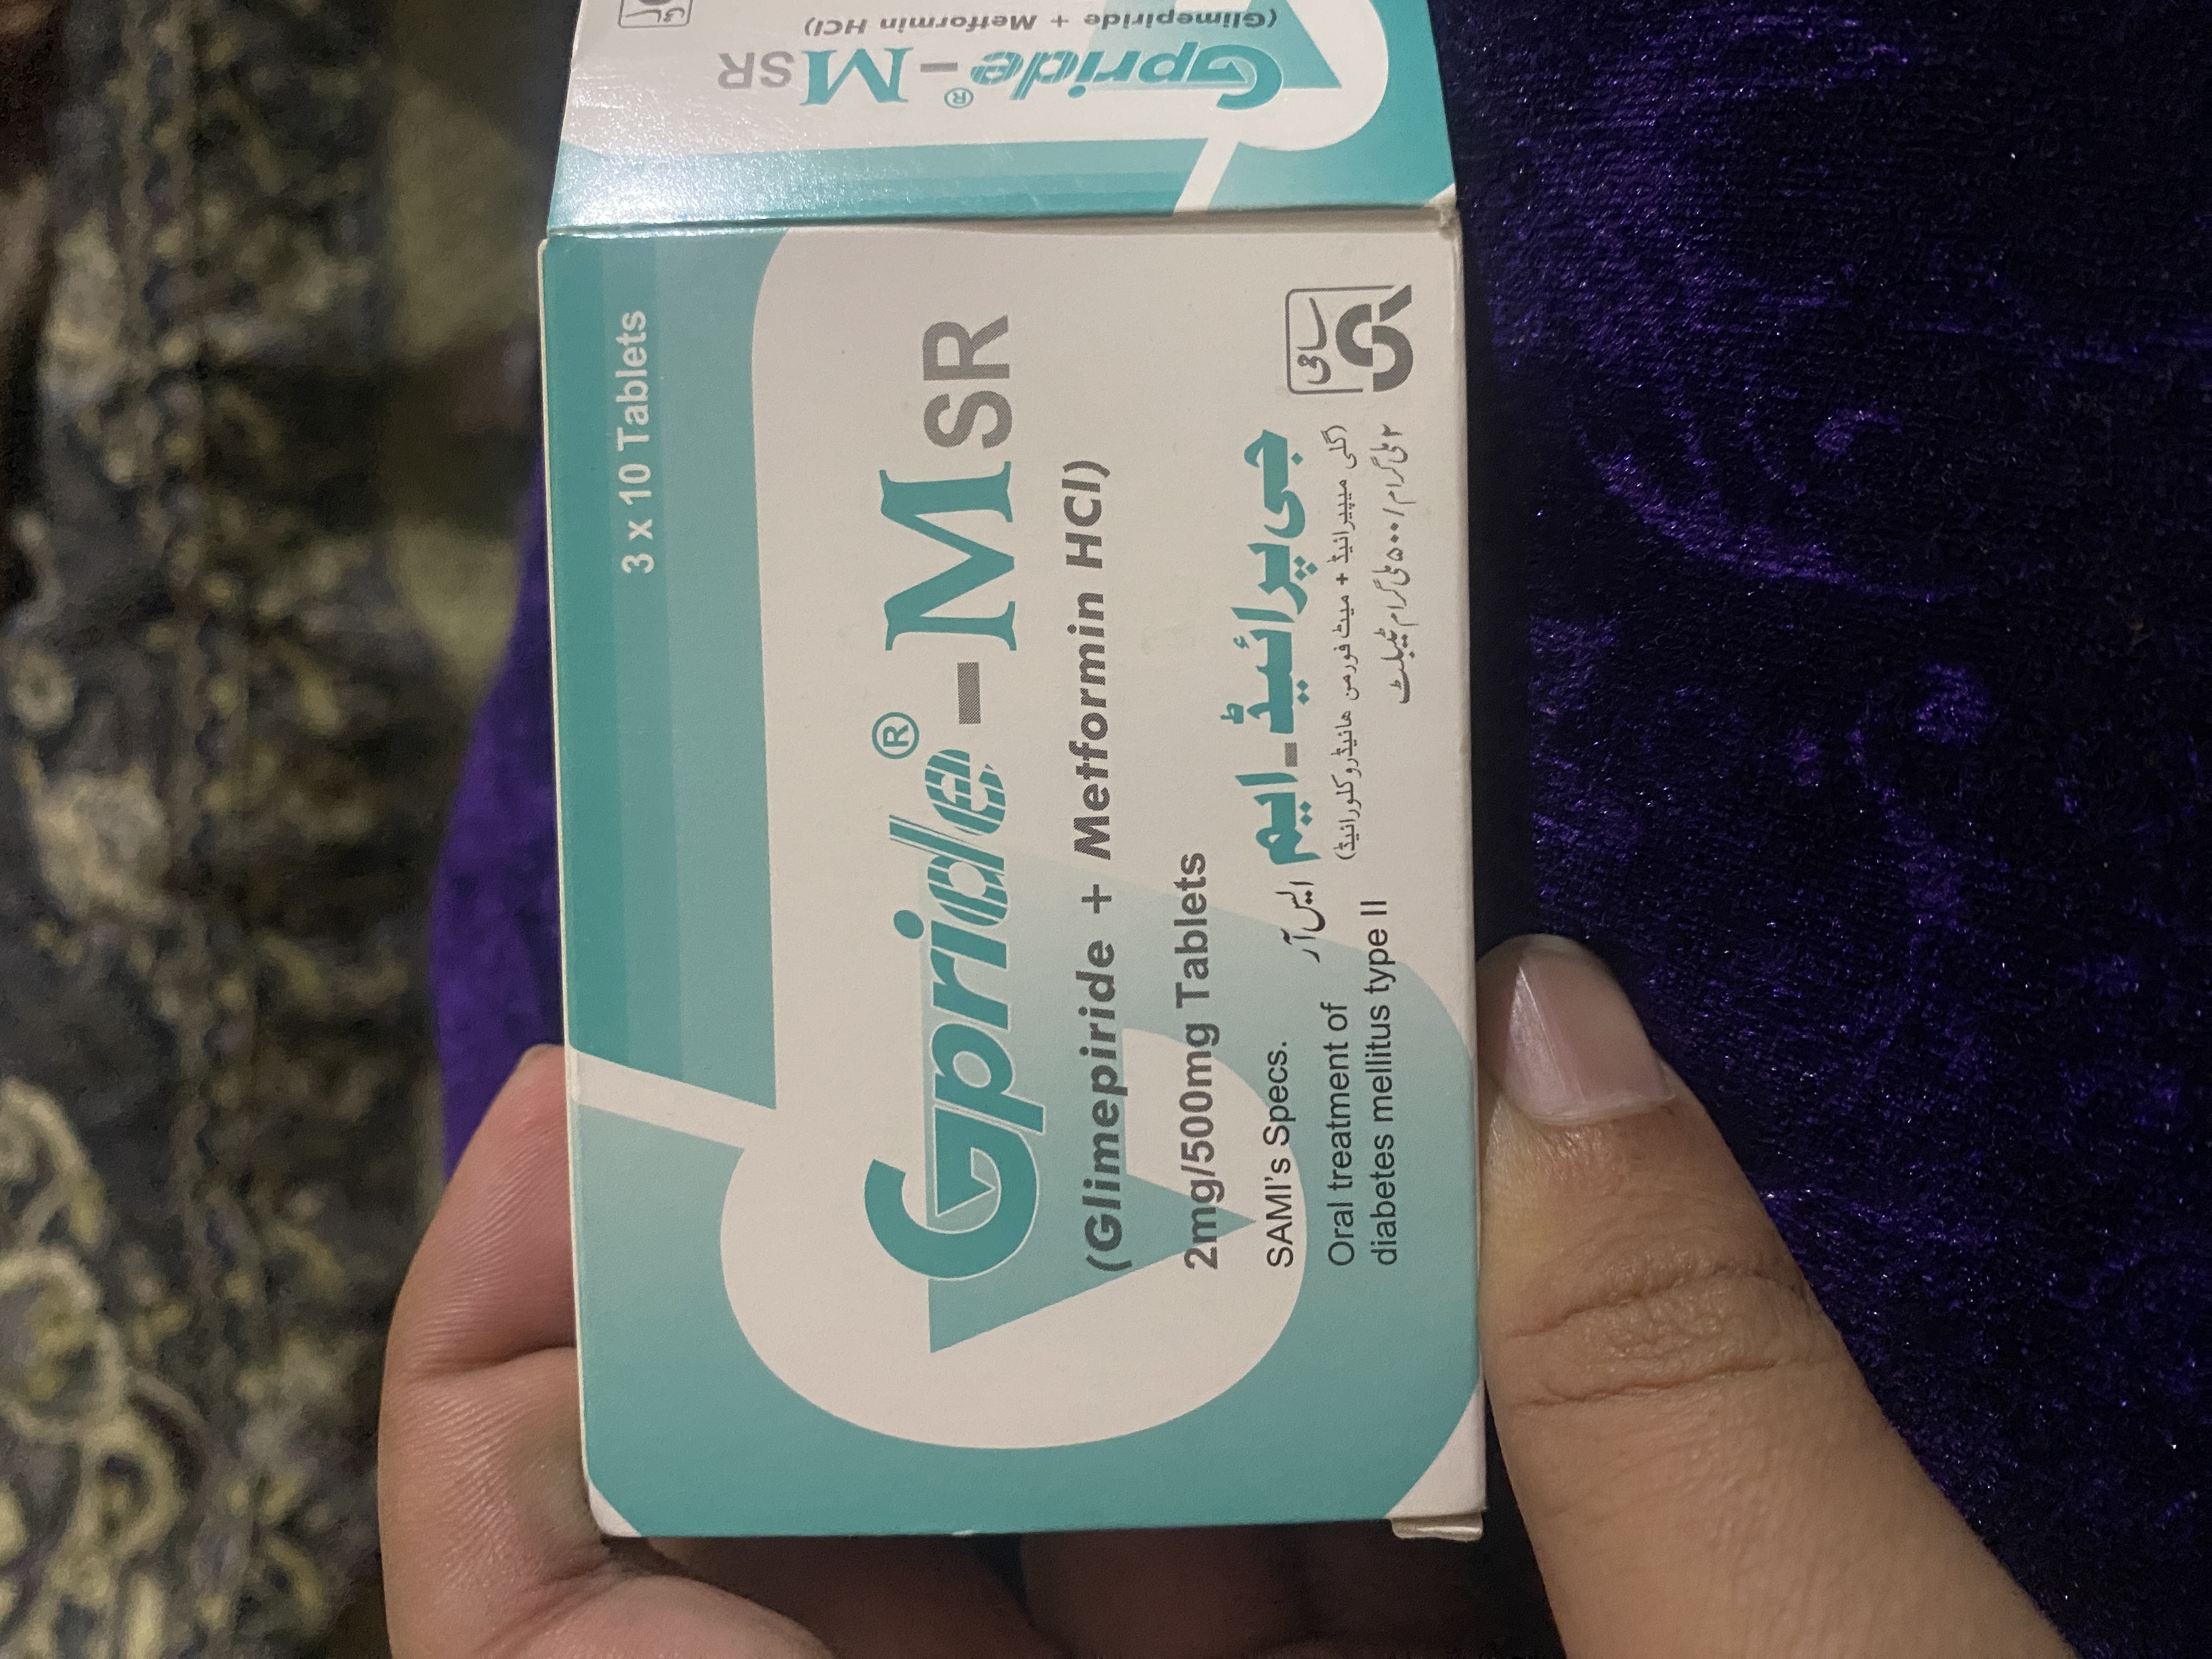 3 x 10 Tablets
Gpride®-M SR
(Glimepiride + Metformin HCl)
2mg/500mg Tablets
SAMI's Specs.
Oral treatment of
diabetes mellitus type II
جی پرائیڈ-ایم ایس آر
(گلی میپیرائیڈ + میٹ فورمن ھائیڈروکلورائیڈ)
۲ ملی گرام / ۵۰۰ ملی گرام ٹیبلٹ
سامی
Gpride®-M SR
(Glimepiride + Metformin HCl)
سامی